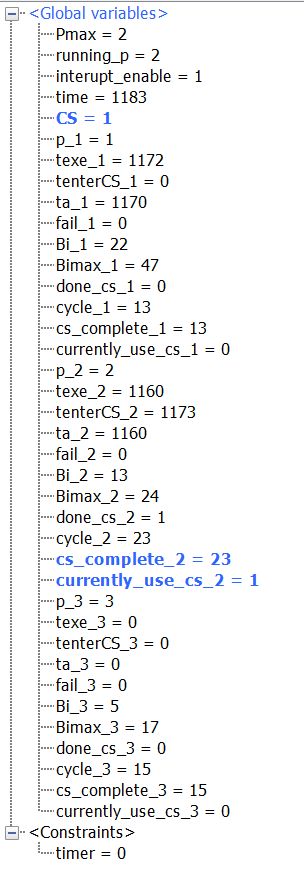 <Global variables>
Pmax = 2
running_p = 2
interupt_enable = 1
time = 1183
CS = 1
p_1 = 1
texe_1 = 1172
tenterCS_1 = 0
ta_1 = 1170
fail_1 = 0
Bi_1 = 22
Bimax_1 = 47
done_cs_1 = 0
cycle_1 = 13
cs_complete_1 = 13
currently_use_cs_1 = 0
p_2 = 2
texe_2 = 1160
tenterCS_2 = 1173
ta_2 = 1160
fail_2 = 0
Bi_2 = 13
Bimax_2 = 24
done_cs_2 = 1
cycle_2 = 23
cs_complete_2 = 23
currently_use_cs_2 = 1
p_3 = 3
texe_3 = 0
tenterCS_3 = 0
ta_3 = 0
fail_3 = 0
Bi_3 = 5
Bimax_3 = 17
done_cs_3 = 0
cycle_3 = 15
cs_complete_3 = 15
currently_use_cs_3 = 0
<Constraints>
timer = 0